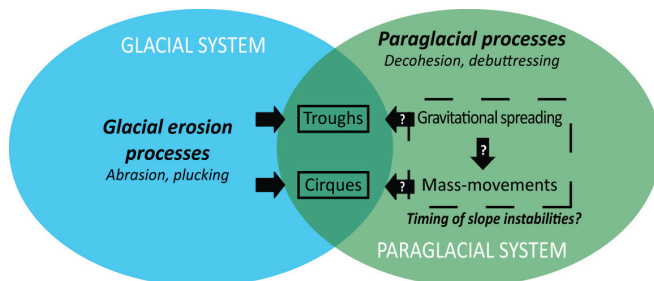 GLACIAL SYSTEM
Glacial erosion
processes
Abrasion, plucking
Troughs
Cirques
Paraglacial processes
Decohesion, debuttressing
? Gravitational spreading
?
? Mass-movements
Timing of slope instabilities?
PARAGLACIAL SYSTEM